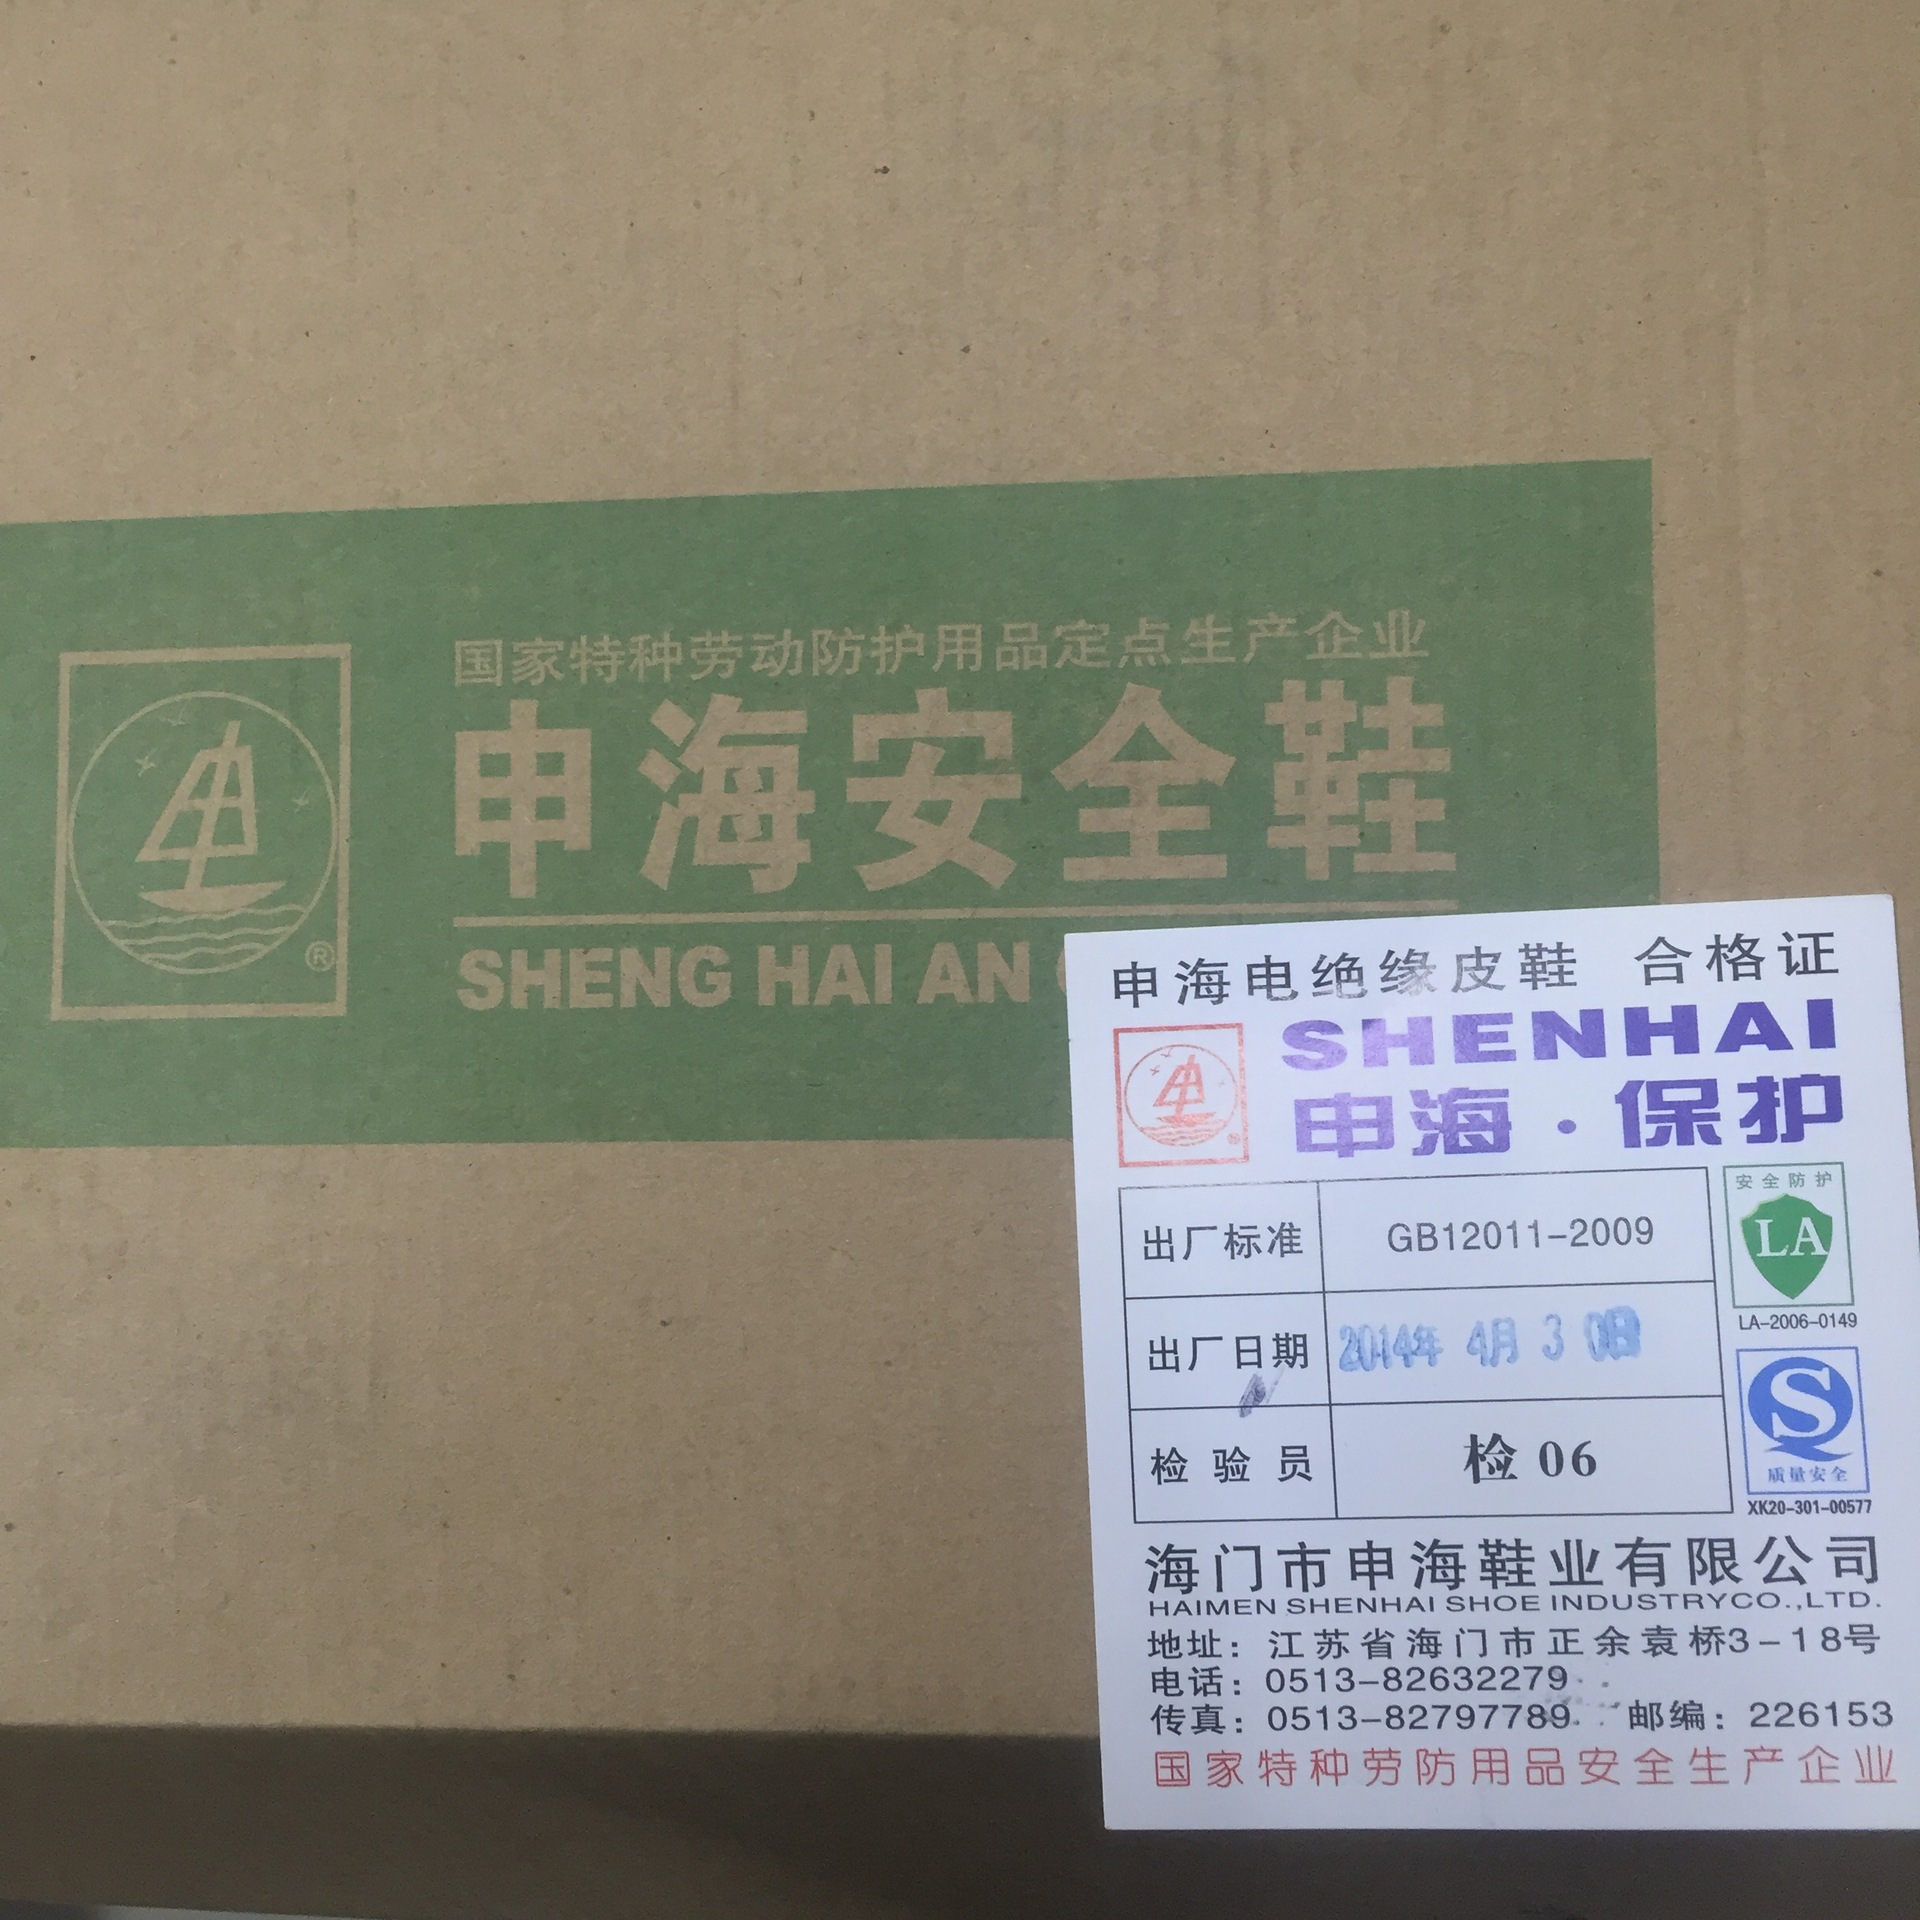 国家特种劳动防护用品定点生产企业
申海安全鞋
SHENG HAI AN
®
申海电绝缘皮鞋 合格证
SHENHAI
申海·保护
安全防护
LA
LA-2006-0149
出厂标准 GB12011-2009
出厂日期 2014年 4月 3 0日
检验员 检 06
质量安全
XK20-301-00577
海门市申海鞋业有限公司
HAIMEN SHENHAI SHOE INDUSTRYCO.,LTD.
地址：江苏省海门市正余袁桥3-18号
电话：0513-82632279
传真：0513-82797789 邮编：226153
国家特种劳防用品安全生产企业